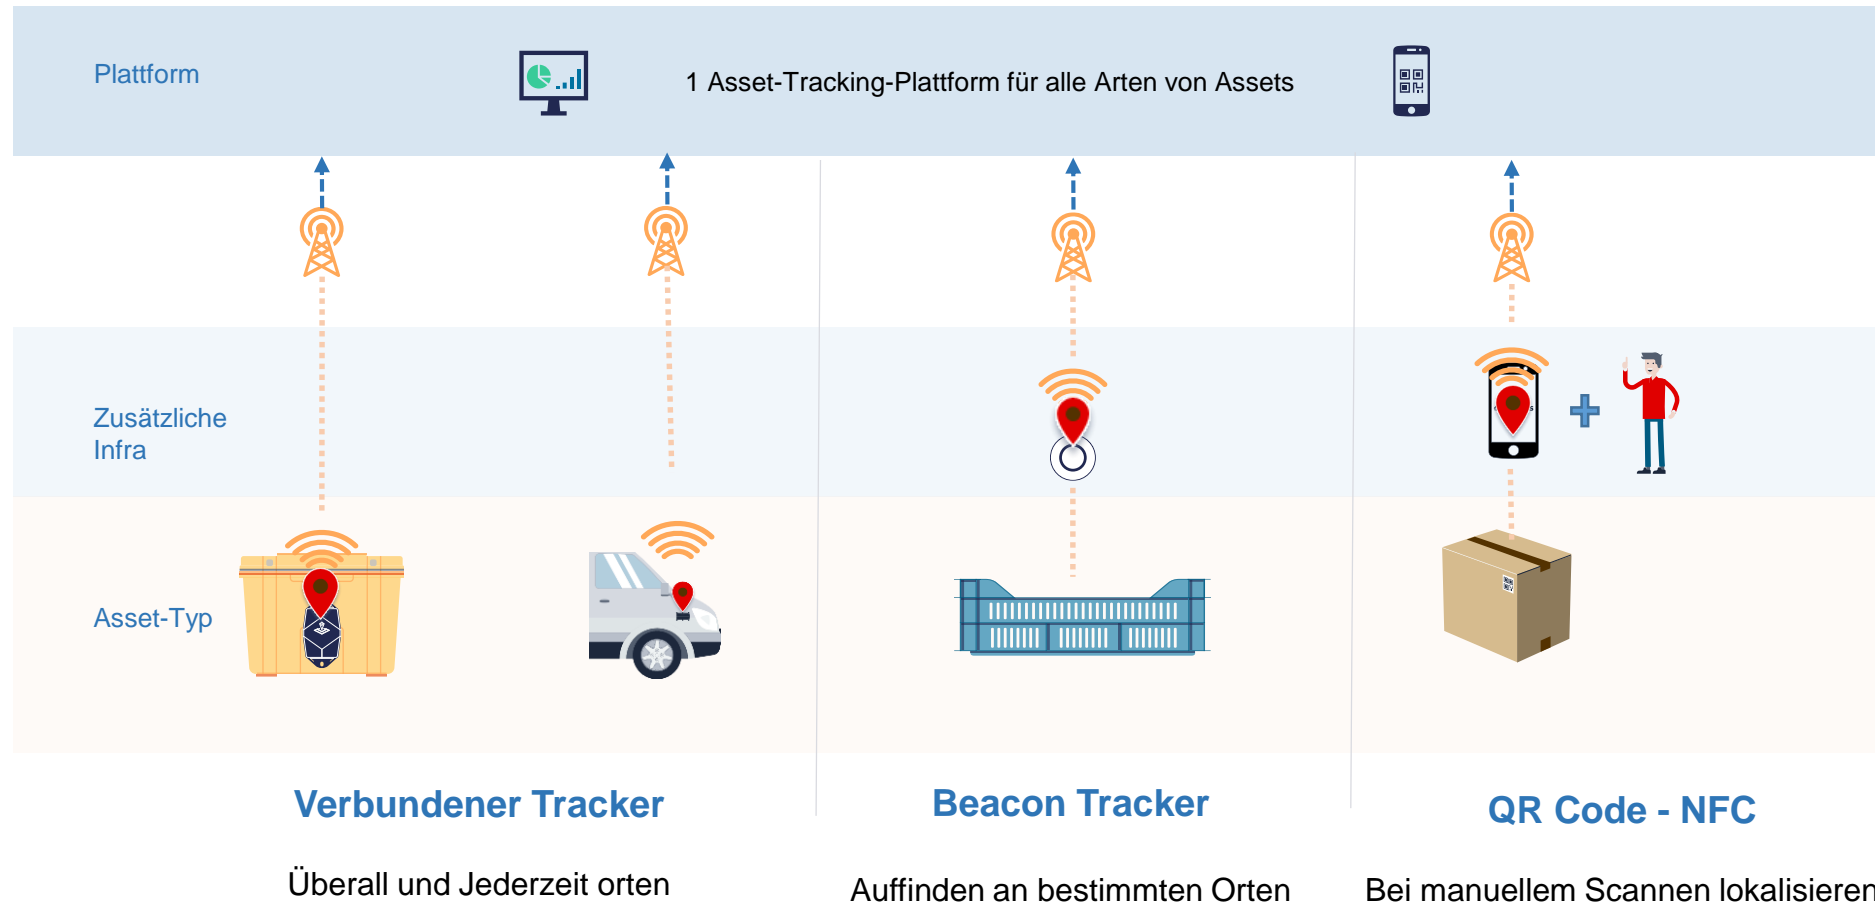 Plattform
1 Asset-Tracking-Plattform für alle Arten von Assets
Zusätzliche
Infra
Asset-Typ
Verbundener Tracker
Beacon Tracker
QR Code - NFC
Überall und Jederzeit orten
Auffinden an bestimmten Orten
Bei manuellem Scannen lokalisieren